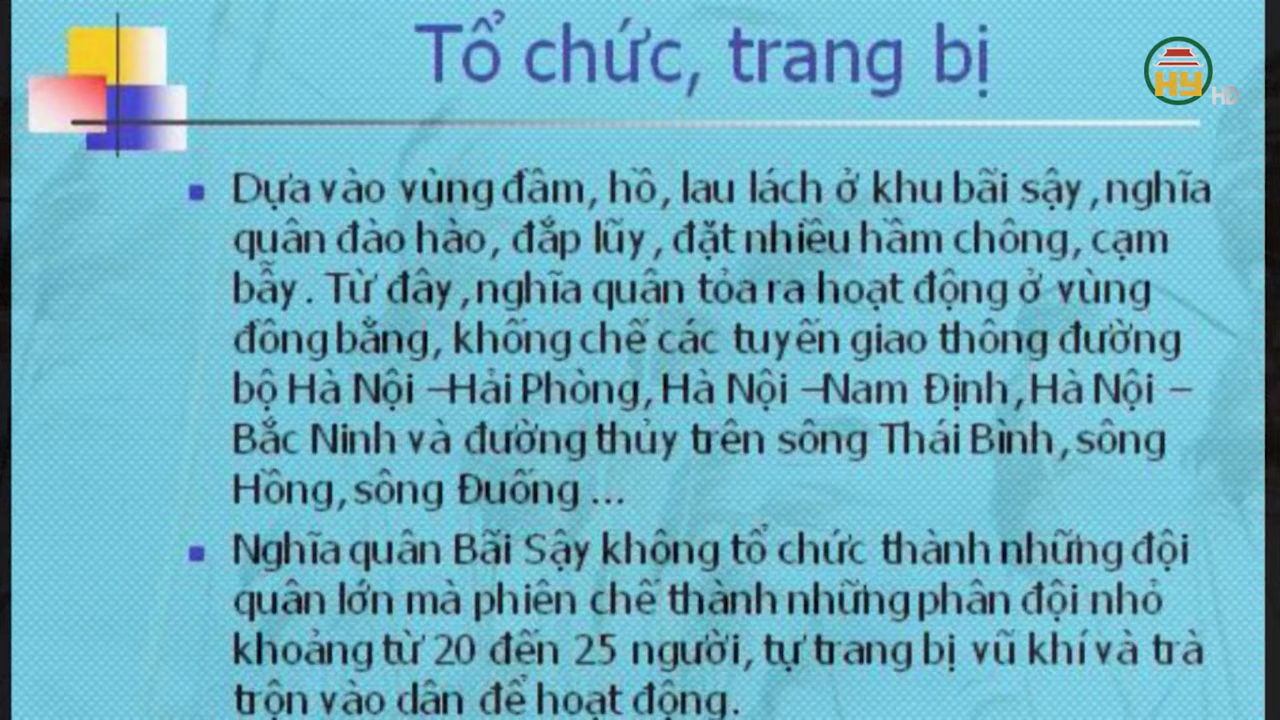 Tổ chức, trang bị
HY
HD
Dựa vào vùng đầm, hồ, lau lách ở khu bãi sậy, nghĩa
quân đào hào, đắp lũy, đặt nhiều hầm chông, cạm
bẫy. Từ đây, nghĩa quân tỏa ra hoạt động ở vùng
đồng bằng, khống chế các tuyến giao thông đường
bộ Hà Nội –Hải Phòng, Hà Nội –Nam Định, Hà Nội –
Bắc Ninh và đường thủy trên sông Thái Bình, sông
Hồng, sông Đuống ...
Nghĩa quân Bãi Sậy không tổ chức thành những đội
quân lớn mà phiên chế thành những phân đội nhỏ
khoảng từ 20 đến 25 người, tự trang bị vũ khí và trà
trộn vào dân để hoạt động.